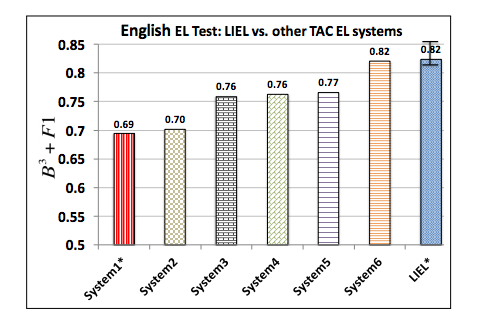 English EL Test: LIEL vs. other TAC EL systems
0.85
0.8
0.75
0.7
0.65
0.6
0.55
0.5
B³ + F1
0.69
0.70
0.76
0.76
0.77
0.82
0.82
System1*
System2
System3
System4
System5
System6
LIEL*